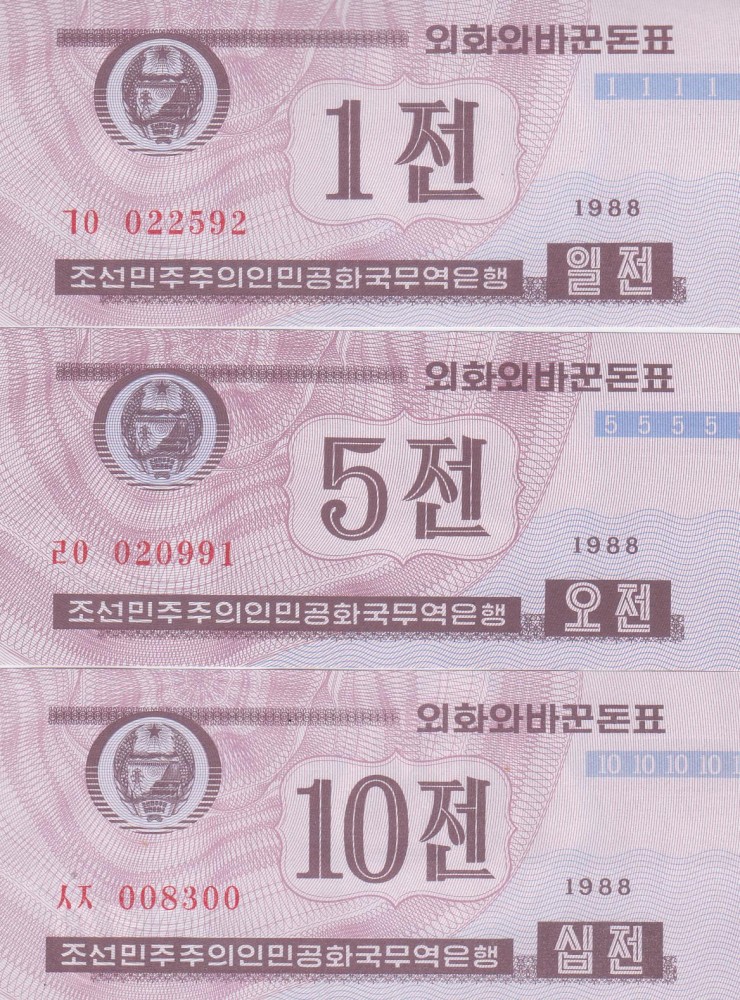 외화와바꾼돈표
1 1 1 1
1전
1988
ㄱㅇ 022592
조선민주주의인민공화국무역은행
일전
외화와바꾼돈표
5 5 5 5
5전
1988
ㄹㅇ 020991
조선민주주의인민공화국무역은행
오전
외화와바꾼돈표
10 10 10 10
10전
1988
ㅅㅈ 008300
조선민주주의인민공화국무역은행
십전